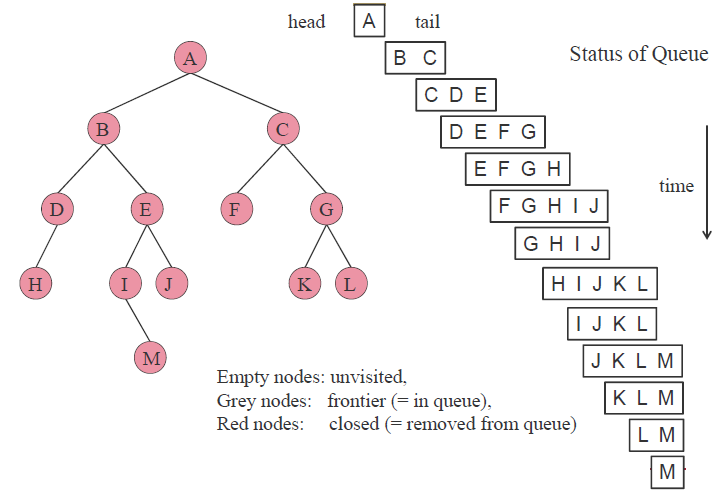 head A tail
Status of Queue
A
B C
B C
C D E
D E F G
E F G H
time
D E F G
F G H I J
G H I J
H I J K L
H I J K L
I J K L
M
J K L M
Empty nodes: unvisited,
Grey nodes: frontier (= in queue),
Red nodes: closed (= removed from queue)
K L M
L M
M